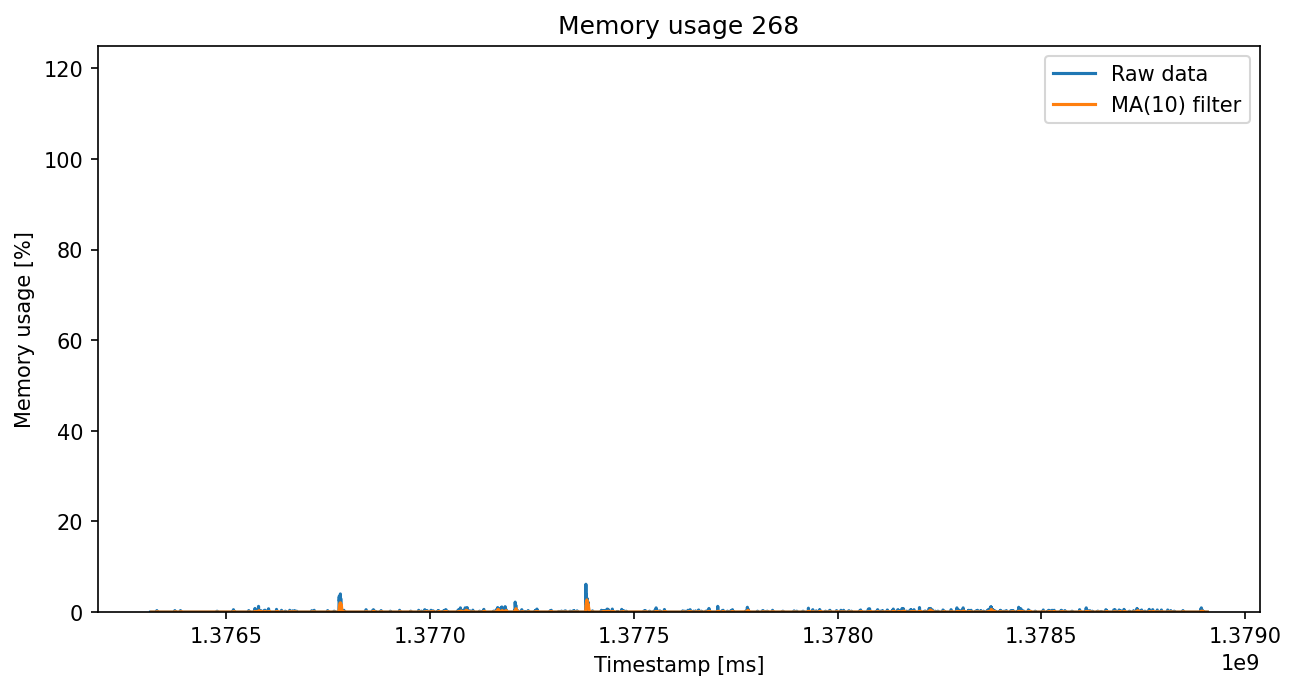 Memory usage 268
Raw data
MA(10) filter
Memory usage [%]
120
100
80
60
40
20
0
1.3765 1.3770 1.3775 1.3780 1.3785 1.3790
1e9
Timestamp [ms]